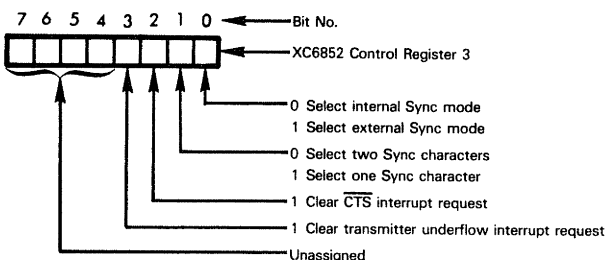 7 6 5 4 3 2 1 0 Bit No.
XC6852 Control Register 3
0 Select internal Sync mode
1 Select external Sync mode
0 Select two Sync characters
1 Select one Sync character
1 Clear C̅T̅S̅ interrupt request
1 Clear transmitter underflow interrupt request
Unassigned